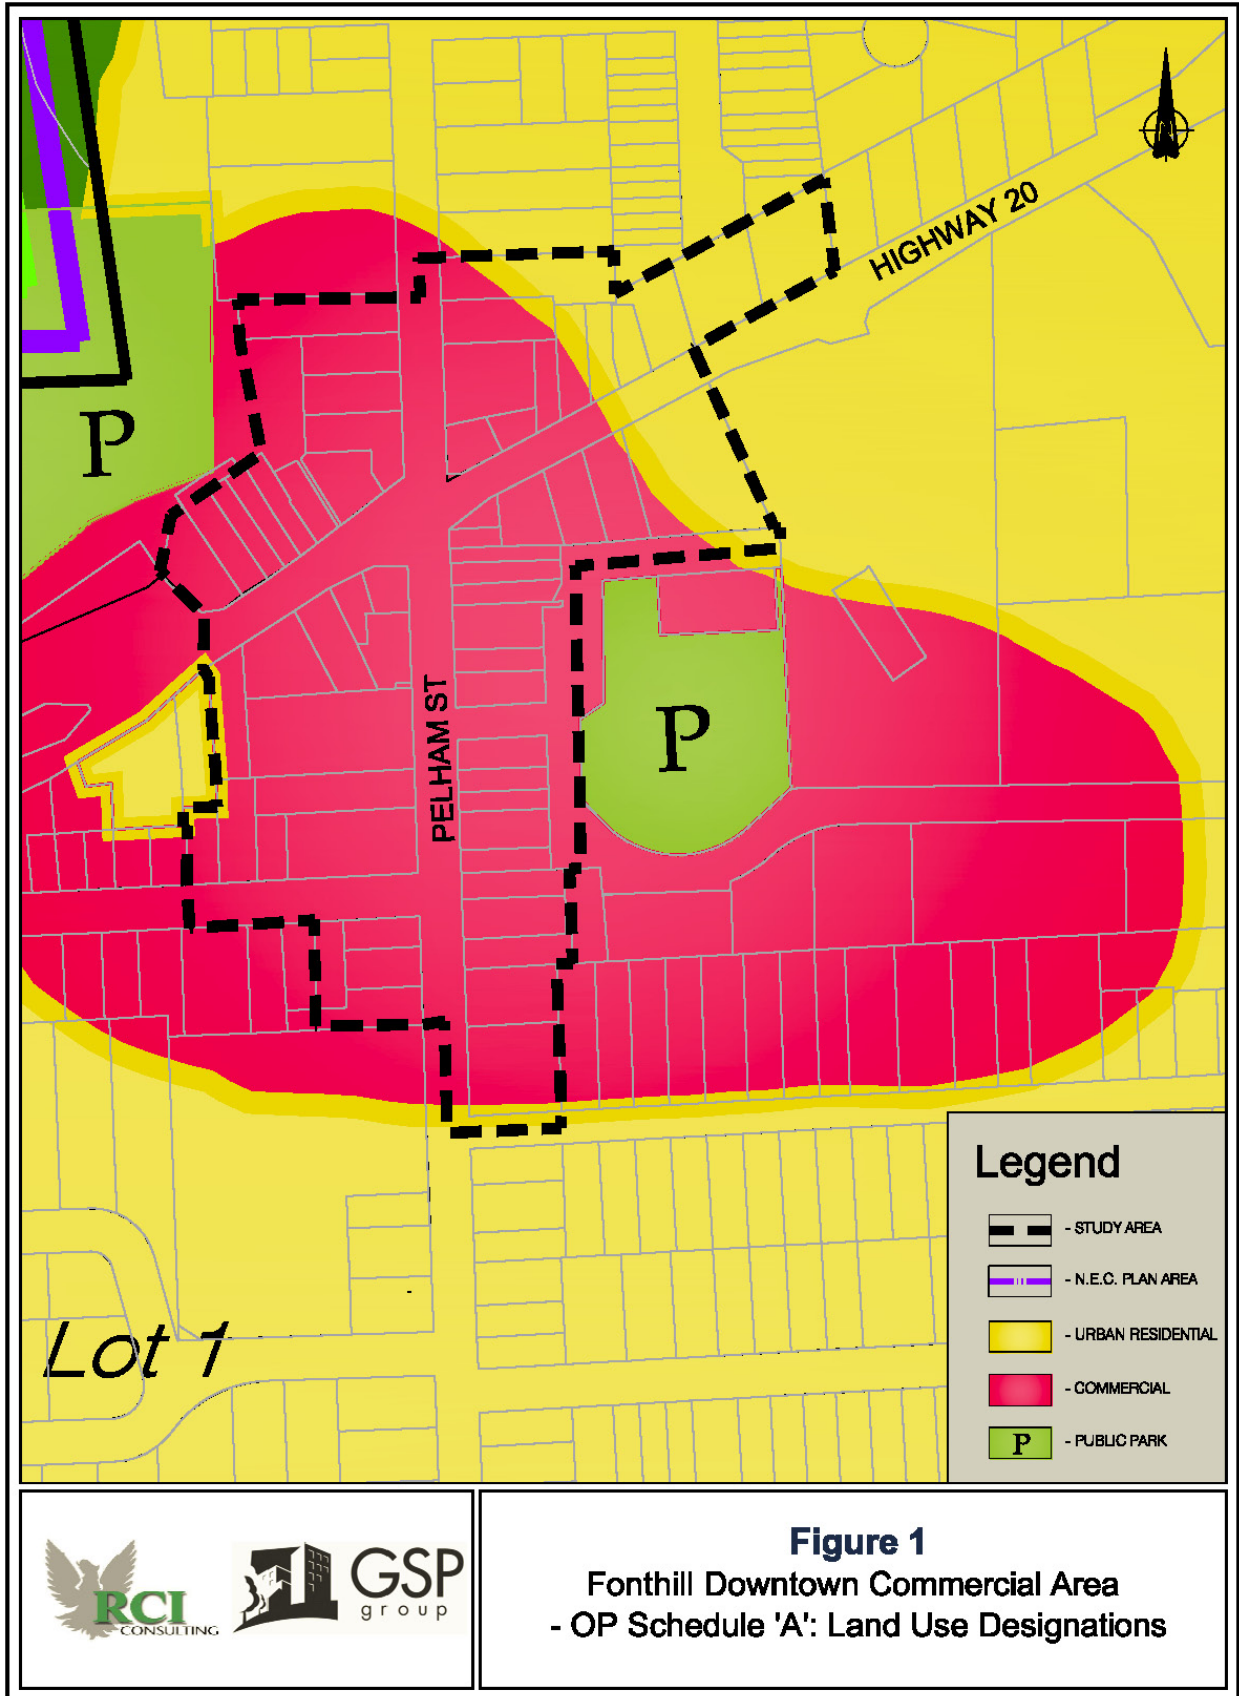 HIGHWAY 20
P
P
PELHAM ST
Lot 1
Legend
- STUDY AREA
- N.E.C. PLAN AREA
- URBAN RESIDENTIAL
- COMMERCIAL
P - PUBLIC PARK
RCI
CONSULTING
GSP
group
Figure 1
Fonthill Downtown Commercial Area
- OP Schedule 'A': Land Use Designations